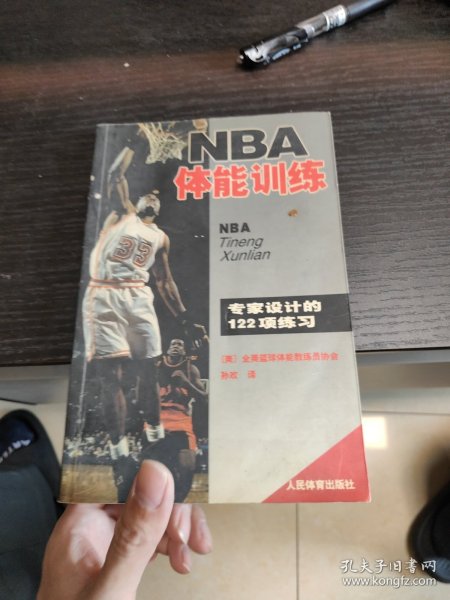 NBA
体能训练
NBA
Tineng
Xunlian
专家设计的
122项练习
〔美〕全美篮球体能教练员协会
孙欢 译
33
人民体育出版社
孔夫子旧书网
www.kongfz.com